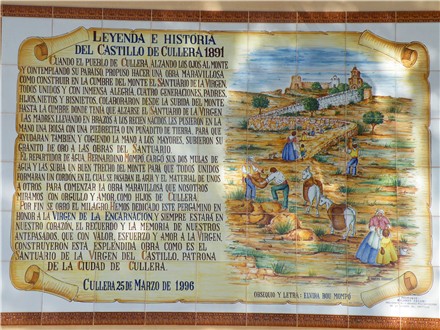 LEYENDA E HISTORIA
DEL CASTILLO DE CULLERA 1891
CUANDO EL PUEBLO DE CULLERA ALZANDO LOS OJOS AL MONTE
Y CONTEMPLANDO SU PARAISO, PROPUSO HACER UNA OBRA MARAVILLOSA
COMO CONSTRUIR EN LA CUMBRE DEL MONTE, EL SANTUARIO DE LA VIRGEN,
TODOS UNIDOS Y CON INMENSA ALEGRIA, CUATRO GENERACIONES, PADRES,
HIJOS, NIETOS Y BISNIETOS, COLABORARON DESDE LA SUBIDA DEL MONTE,
HASTA LA CUMBRE DONDE TENIA QUE ALZARSE EL SANTUARIO DE LA VIRGEN
LAS MADRES LLEVANDO EN BRAZOS A LOS RECIEN NACIDOS LES PUSIERON EN LA
MANO UNA BOLSA CON UNA PIEDRECITA O UN PUÑADITO DE TIERRA, PARA QUE
AYUDARAN TAMBIEN, Y COGIENDO LA MANO A LOS MAYORES, SUBIERON SU
GRANITO DE ORO A LAS OBRAS DEL SANTUARIO.
EL REPARTIDOR DE AGUA BERNARDINO MOMPO, CARGO SUS DOS MULAS DE
AGUA Y LAS SUBIA UN BUEN TRECHO DEL MONTE PARA QUE TODOS UNIDOS
FORMARAN UN CORDON, EN EL CUAL SE PASABAN EL AGUA Y EL MATERIAL DE UNOS
A OTROS PARA COMENZAR LA OBRA MARAVILLOSA QUE NOSOTROS
MIRAMOS CON ORGULLO Y AMOR, COMO HIJOS DE CULLERA.
POR FIN SE OBRO EL MILAGRO, HEMOS DEDICADO ESTE PERGAMINO EN
HONOR A LA VIRGEN DE LA ENCARNACION, Y SIEMPRE ESTARÁ EN
NUESTRO CORAZON, EL RECUERDO Y LA MEMORIA DE NUESTROS
ANTEPASADOS, QUE CON VALOR, ESFUERZO Y AMOR A LA VIRGEN,
CONSTRUYERON ESTÁ ESPLENDIDA OBRA COMO ES EL
SANTUARIO DE LA VIRGEN DEL CASTILLO, PATRONA
DE LA CIUDAD DE CULLERA.
CULLERA 25 DE MARZO DE 1996
OBSEQUIO Y LETRA: ELVIRA BOU MOMPÓ